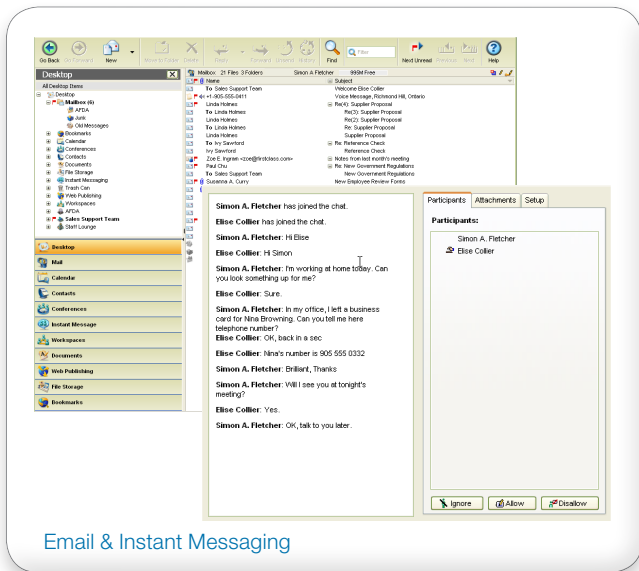 Go Back Go Forward New Move to Folder Delete Reply Forward Unsend History Find Filter Next Unread Previous Next Help
Desktop
All Desktop Items
Desktop
Mailbox (6)
AFDA
Junk
Old Messages
Bookmarks
Calendar
Conferences
Contacts
Documents
File Storage
Instant Messaging
Trash Can
Web Publishing
Workspaces
AFDA
Sales Support Team
Staff Lounge
Desktop
Mail
Calendar
Contacts
Conferences
Instant Message
Workspaces
Documents
Web Publishing
File Storage
Bookmarks
Mailbox 21 Files 3 Folders Simon A Fletcher 995M Free
Name Subject
To Sales Support Team Welcome Elise Collier
+1-905-555-0411 Voice Message, Richmond Hill, Ontario
Linda Holmes Re(4): Supplier Proposal
To Linda Holmes Re(3): Supplier Proposal
Linda Holmes Re(2): Supplier Proposal
To Linda Holmes Re: Supplier Proposal
Linda Holmes Supplier Proposal
To Ivy Sawford Re: Reference Check
Ivy Sawford Reference Check
Zoe E. Ingram <zoe@firstclass.com> Notes from last month's meeting
Paul Chu Re: New Government Regulations
To Sales Support Team New Government Regulations
Susanna A. Curry New Employee Review Forms
Simon A. Fletcher has joined the chat.
Elise Collier has joined the chat.
Simon A. Fletcher: Hi Elise
Elise Collier: Hi Simon
Simon A. Fletcher: I'm working at home today. Can
you look something up for me?
Elise Collier: Sure.
Simon A. Fletcher: In my office, I left a business
card for Nina Browning. Can you tell me here
telephone number?
Elise Collier: OK, back in a sec
Elise Collier: Nina's number is 905 555 0332
Simon A. Fletcher: Brilliant, Thanks
Simon A. Fletcher: Will I see you at tonight's
meeting?
Elise Collier: Yes.
Simon A. Fletcher: OK, talk to you later.
Participants Attachments Setup
Participants:
Simon A. Fletcher
Elise Collier
Ignore Allow Disallow
Email & Instant Messaging